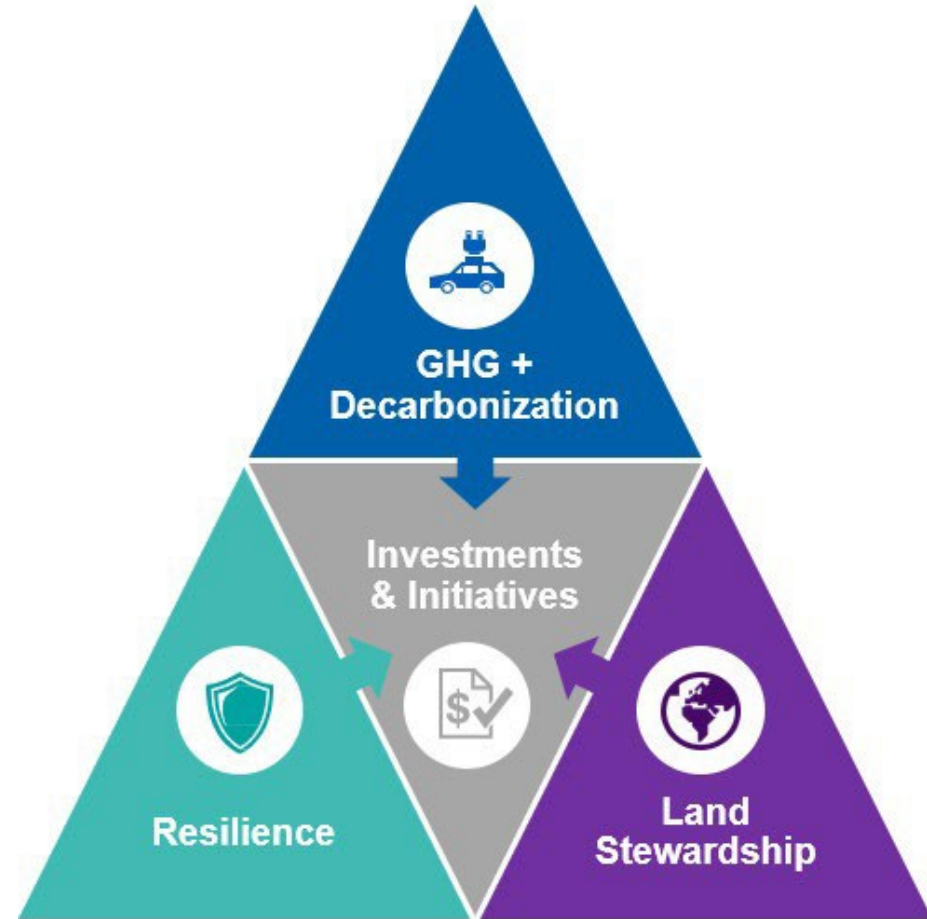 GHG +
Decarbonization
Investments
& Initiatives
$
Resilience
Land
Stewardship